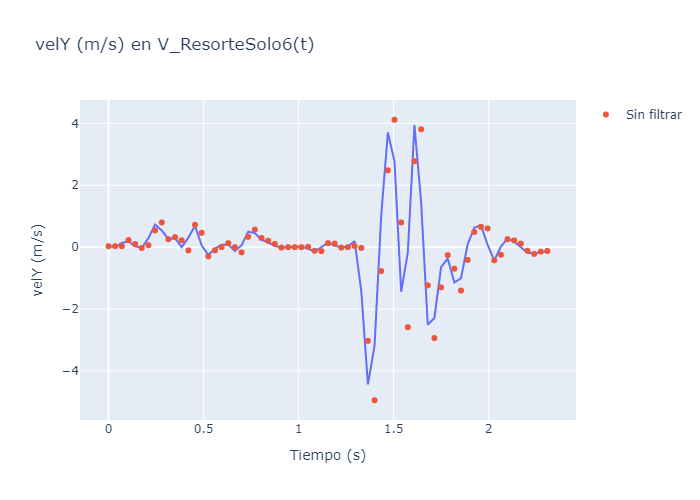 velY (m/s) en V_ResorteSolo6(t)
Sin filtrar
4
2
0
−2
−4
velY (m/s)
0
0.5
1
1.5
2
Tiempo (s)